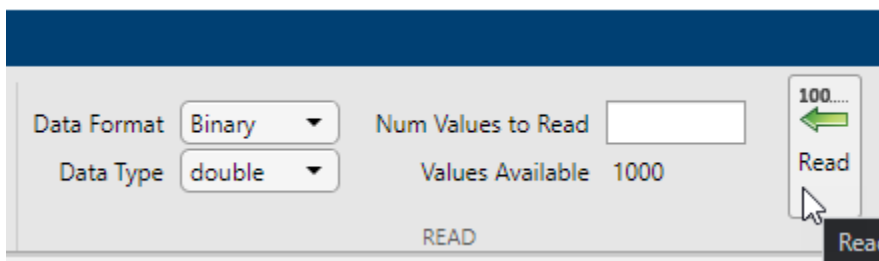 Data Format Binary Num Values to Read
Data Type double Values Available 1000
100....
Read
READ